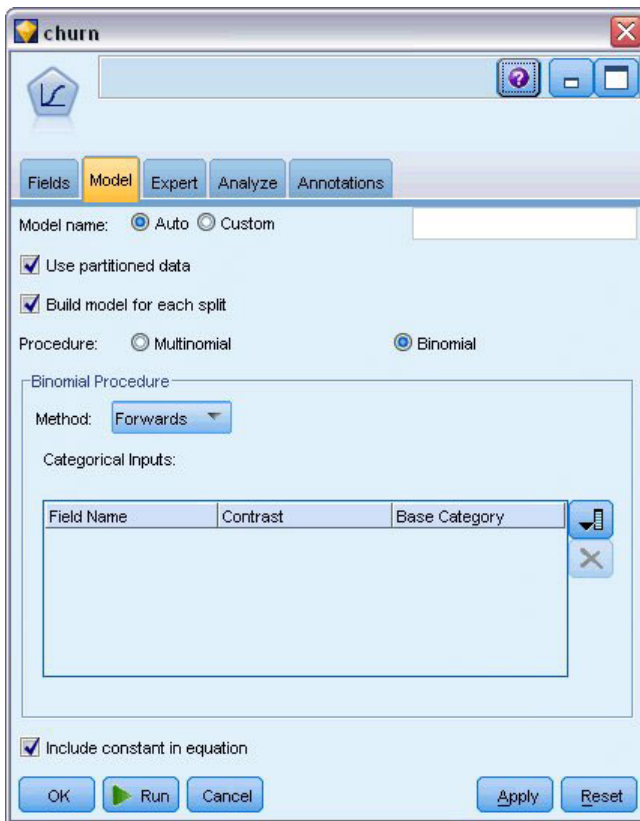 churn
?
Fields Model Expert Analyze Annotations
Model name: Auto Custom
Use partitioned data
Build model for each split
Procedure: Multinomial Binomial
Binomial Procedure
Method: Forwards
Categorical Inputs:
Field Name Contrast Base Category
Include constant in equation
OK Run Cancel Apply Reset